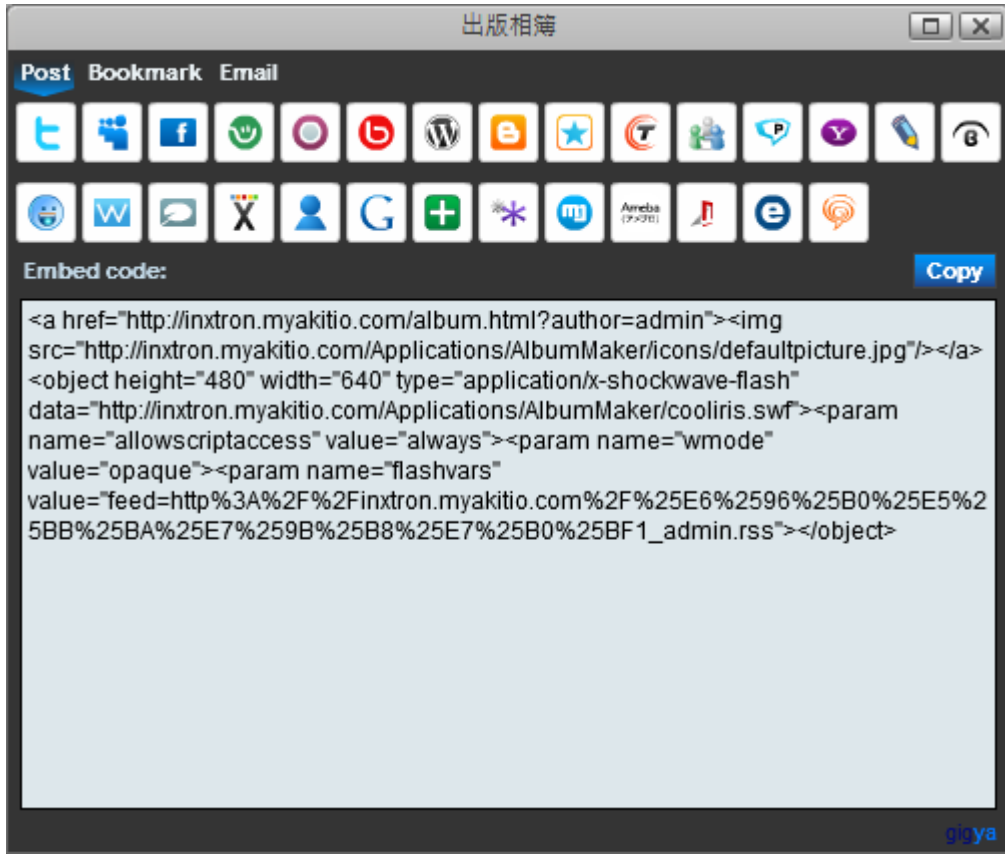 出版相簿
Post Bookmark Email
Ameba
Embed code:
Copy
<a href="http://inxtron.myakitio.com/album.html?author=admin"><img
src="http://inxtron.myakitio.com/Applications/AlbumMaker/icons/defaultpicture.jpg"/></a>
<object height="480" width="640" type="application/x-shockwave-flash"
data="http://inxtron.myakitio.com/Applications/AlbumMaker/cooliris.swf"><param
name="allowscriptaccess" value="always"><param name="wmode"
value="opaque"><param name="flashvars"
value="feed=http%3A%2F%2Finxtron.myakitio.com%2F%25E6%2596%25B0%25E5%2
5BB%25BA%25E7%259B%25B8%25E7%25B0%25BF1_admin.rss"></object>
gigya